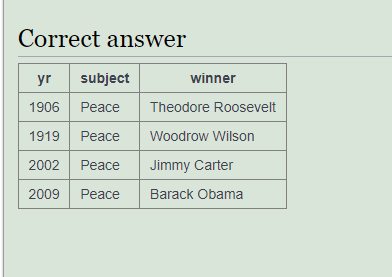 Correct answer
yr subject winner
1906 Peace Theodore Roosevelt
1919 Peace Woodrow Wilson
2002 Peace Jimmy Carter
2009 Peace Barack Obama